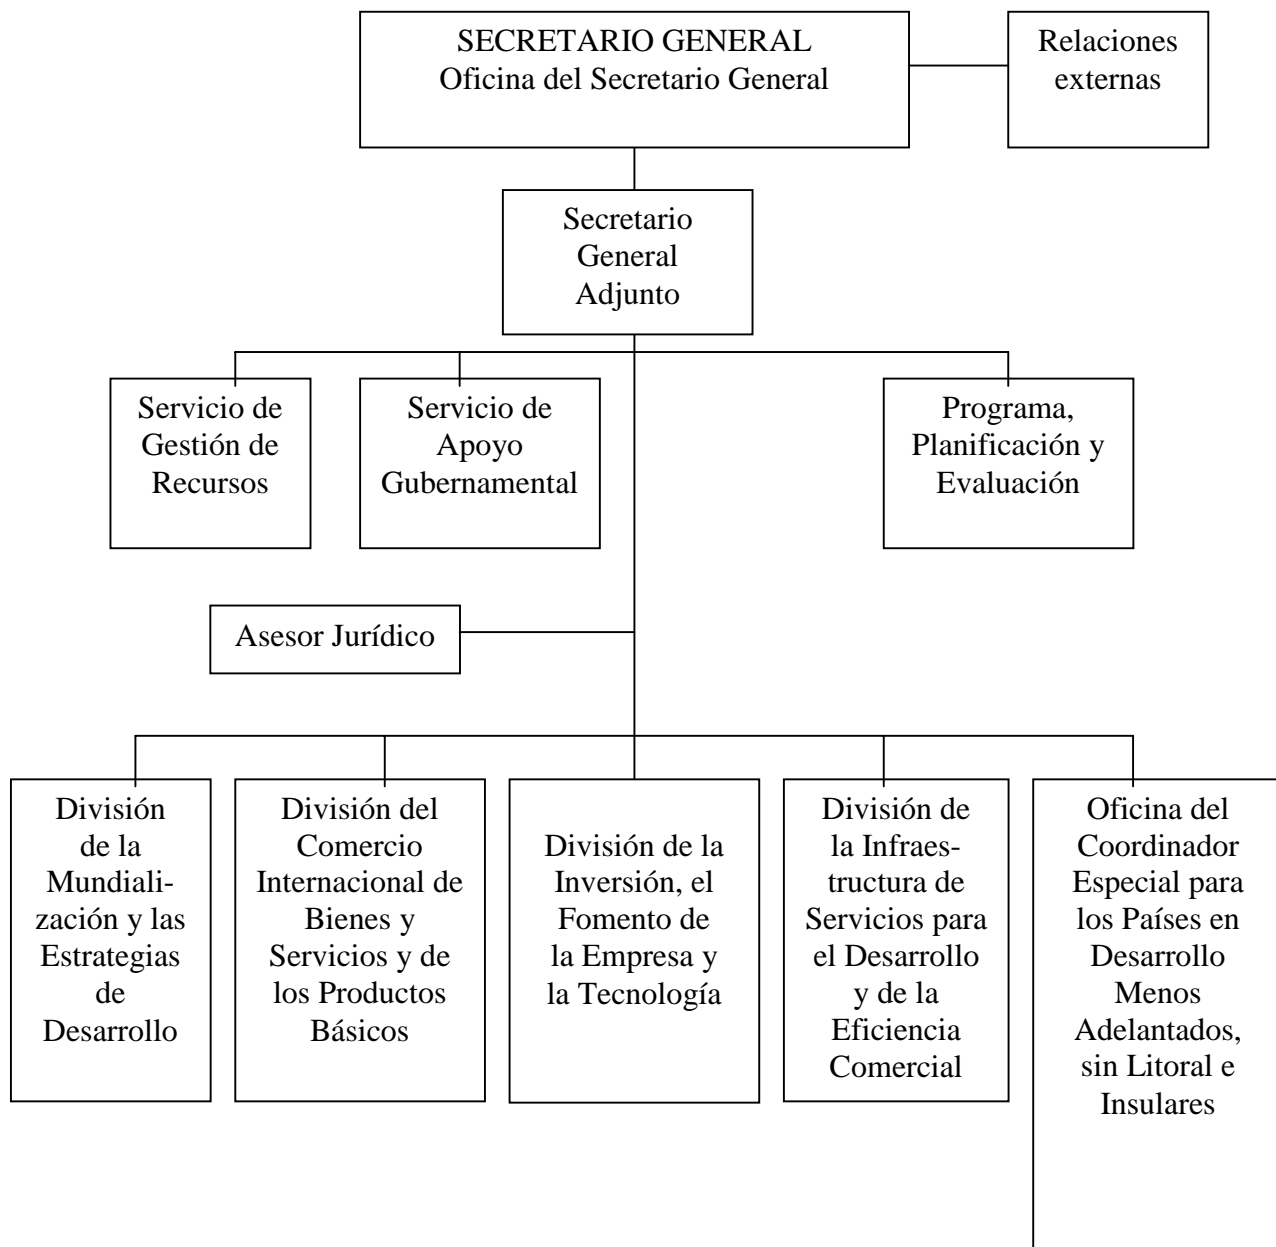 SECRETARIO GENERAL
Oficina del Secretario General
Relaciones
externas
Secretario
General
Adjunto
Servicio de
Gestión de
Recursos
Servicio de
Apoyo
Gubernamental
Programa,
Planificación y
Evaluación
Asesor Jurídico
División
de la
Mundiali-
zación y las
Estrategias
de
Desarrollo
División del
Comercio
Internacional de
Bienes y
Servicios y de
los Productos
Básicos
División de la
Inversión, el
Fomento de
la Empresa y
la Tecnología
División de
la Infraes-
tructura de
Servicios para
el Desarrollo
y de la
Eficiencia
Comercial
Oficina del
Coordinador
Especial para
los Países en
Desarrollo
Menos
Adelantados,
sin Litoral e
Insulares